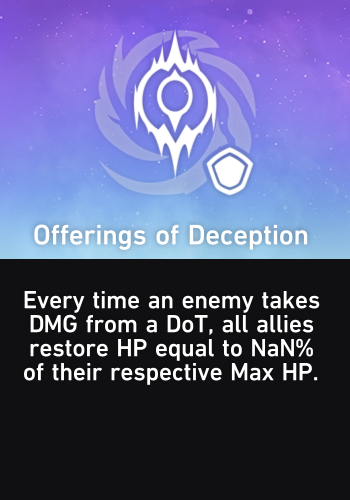 Offerings of Deception
Every time an enemy takes
DMG from a DoT, all allies
restore HP equal to NaN%
of their respective Max HP.